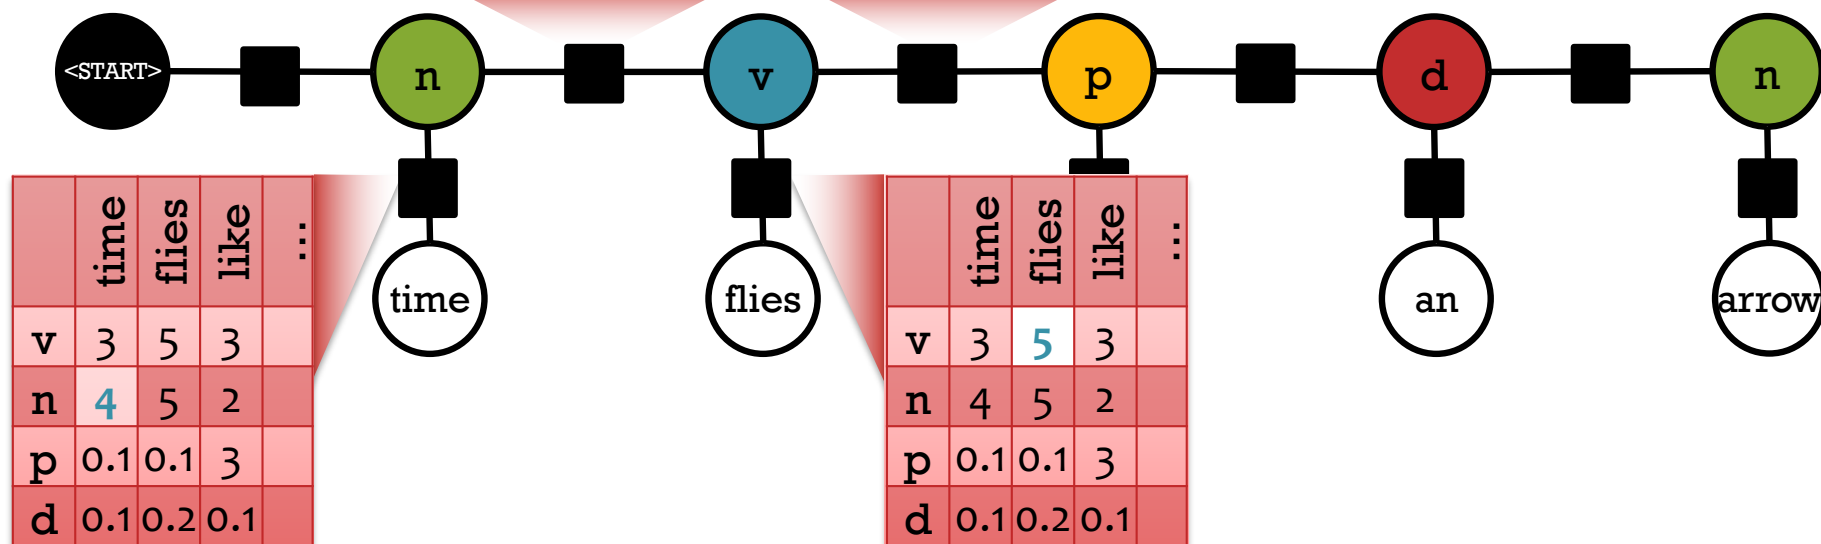 <START> n v p d n
time flies like ...
v 3 5 3
n 4 5 2
p 0.1 0.1 3
d 0.1 0.2 0.1
time flies
time flies like ...
v 3 5 3
n 4 5 2
p 0.1 0.1 3
d 0.1 0.2 0.1
an arrow